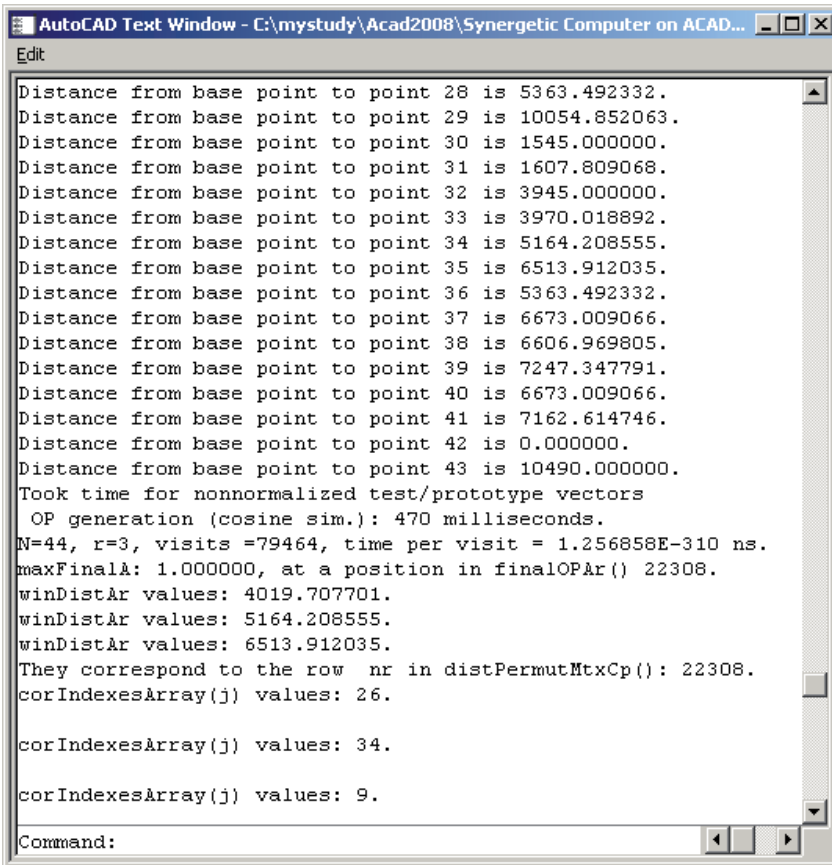 AutoCAD Text Window - C:\mystudy\Acad2008\Synergetic Computer on ACAD...
Edit
Distance from base point to point 28 is 5363.492332.
Distance from base point to point 29 is 10054.852063.
Distance from base point to point 30 is 1545.000000.
Distance from base point to point 31 is 1607.809068.
Distance from base point to point 32 is 3945.000000.
Distance from base point to point 33 is 3970.018892.
Distance from base point to point 34 is 5164.208555.
Distance from base point to point 35 is 6513.912035.
Distance from base point to point 36 is 5363.492332.
Distance from base point to point 37 is 6673.009066.
Distance from base point to point 38 is 6606.969805.
Distance from base point to point 39 is 7247.347791.
Distance from base point to point 40 is 6673.009066.
Distance from base point to point 41 is 7162.614746.
Distance from base point to point 42 is 0.000000.
Distance from base point to point 43 is 10490.000000.
Took time for nonnormalized test/prototype vectors
 OP generation (cosine sim.): 470 milliseconds.
N=44, r=3, visits =79464, time per visit = 1.256858E-310 ns.
maxFinalA: 1.000000, at a position in finalOPAr() 22308.
winDistAr values: 4019.707701.
winDistAr values: 5164.208555.
winDistAr values: 6513.912035.
They correspond to the row  nr in distPermutMtxCp(): 22308.
corIndexesArray(j) values: 26.
corIndexesArray(j) values: 34.
corIndexesArray(j) values: 9.
Command: